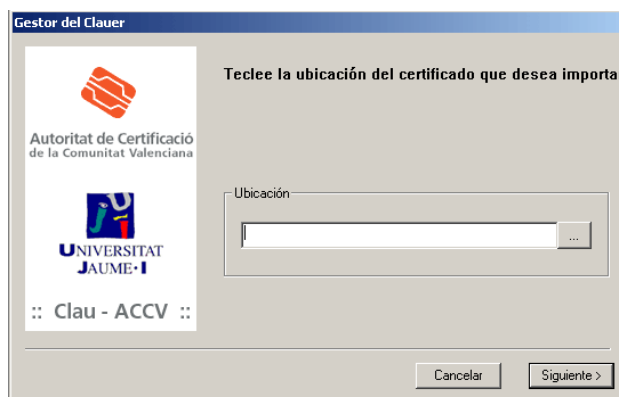 Gestor del Clauer
Teclee la ubicación del certificado que desea importa
Autoritat de Certificació
de la Comunitat Valenciana
Ubicación
...
UNIVERSITAT
JAUME·I
:: Clau - ACCV ::
Cancelar
Siguiente >